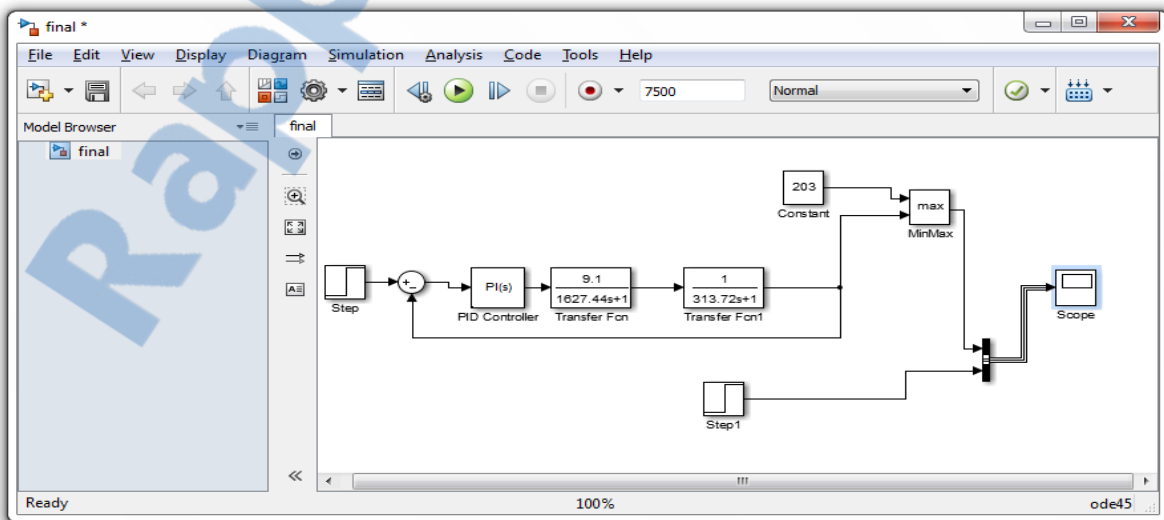 final *
File Edit View Display Diagram Simulation Analysis Code Tools Help
7500 Normal
Model Browser
final
final
203
Constant
max
MinMax
Step
+
-
PI(s)
PID Controller
9.1
1627.44s+1
Transfer Fcn
1
313.72s+1
Transfer Fcn1
Scope
Step1
Ready 100% ode45
Rapp